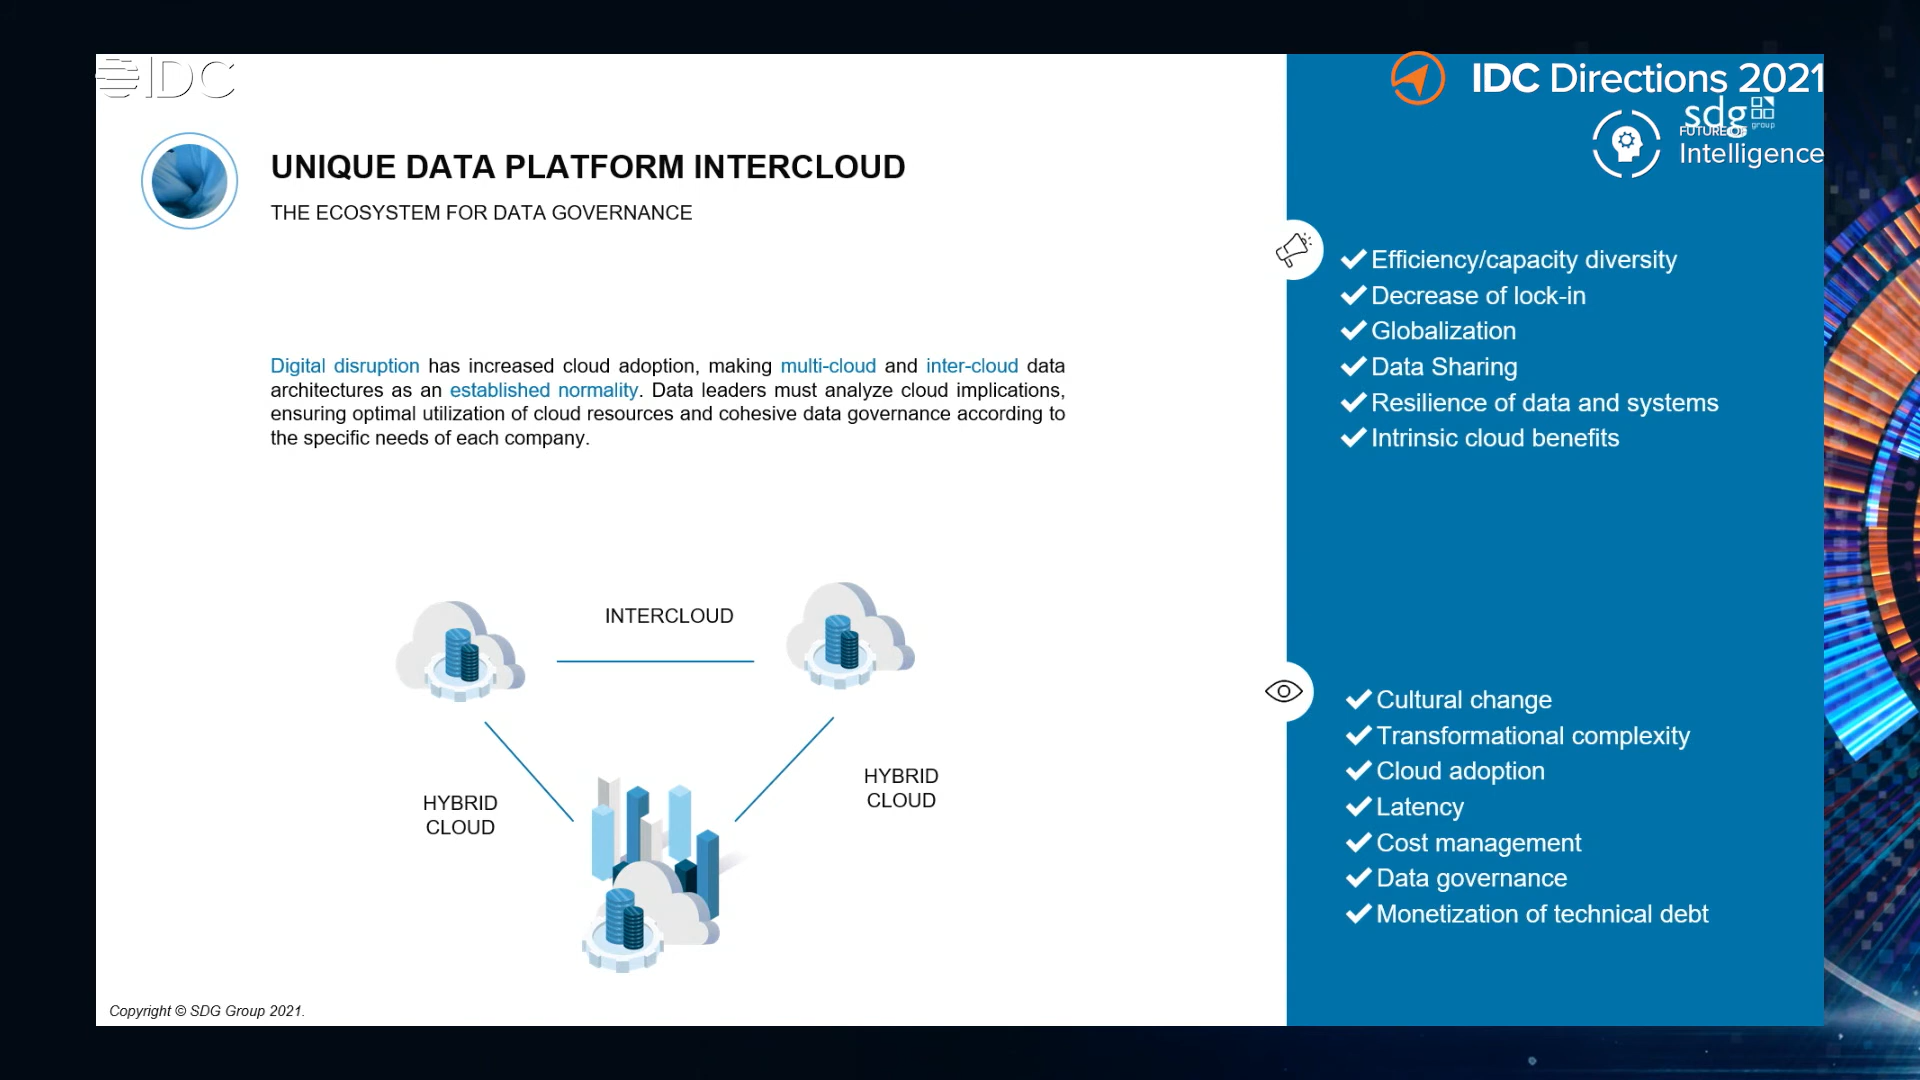 IDC
IDC Directions 2021
sdg
group
FUTURE OF
Intelligence
UNIQUE DATA PLATFORM INTERCLOUD
THE ECOSYSTEM FOR DATA GOVERNANCE
Digital disruption has increased cloud adoption, making multi-cloud and inter-cloud data
architectures as an established normality. Data leaders must analyze cloud implications,
ensuring optimal utilization of cloud resources and cohesive data governance according to
the specific needs of each company.
INTERCLOUD
HYBRID
CLOUD
HYBRID
CLOUD
Efficiency/capacity diversity
Decrease of lock-in
Globalization
Data Sharing
Resilience of data and systems
Intrinsic cloud benefits
Cultural change
Transformational complexity
Cloud adoption
Latency
Cost management
Data governance
Monetization of technical debt
Copyright © SDG Group 2021.